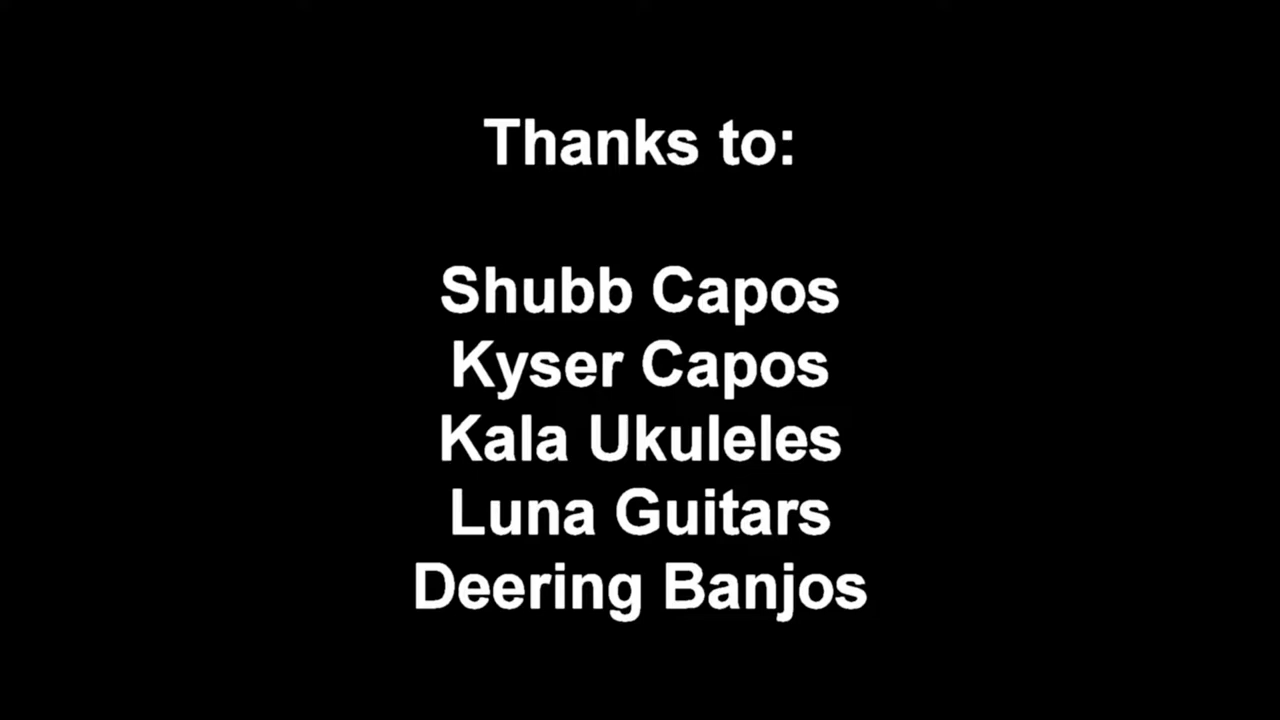 Thanks to:
Shubb Capos
Kyser Capos
Kala Ukuleles
Luna Guitars
Deering Banjos